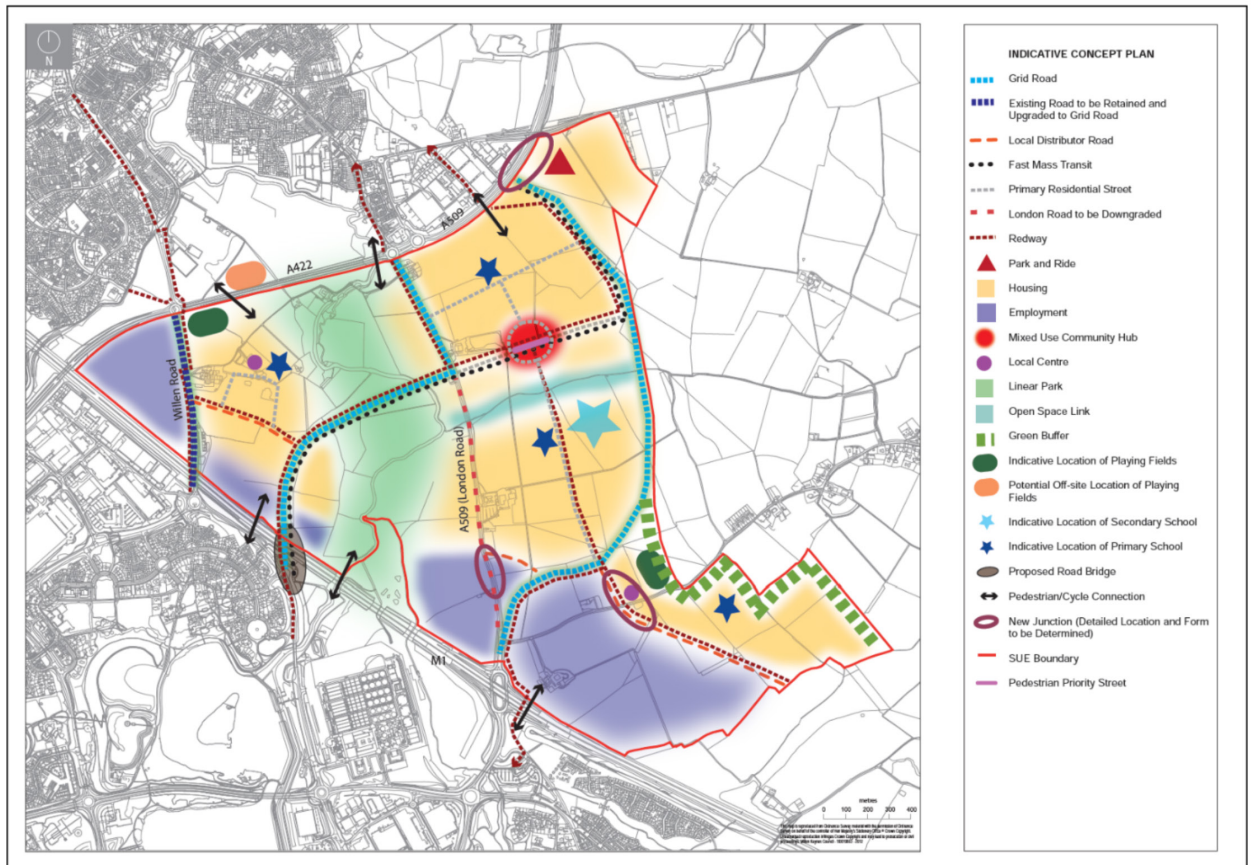 N
A509
A422
Willen Road
A509 (London Road)
M1
metres
0 100 200 300 400
INDICATIVE CONCEPT PLAN
Grid Road
Existing Road to be Retained and
Upgraded to Grid Road
Local Distributor Road
Fast Mass Transit
Primary Residential Street
London Road to be Downgraded
Redway
Park and Ride
Housing
Employment
Mixed Use Community Hub
Local Centre
Linear Park
Open Space Link
Green Buffer
Indicative Location of Playing Fields
Potential Off-site Location of Playing
Fields
Indicative Location of Secondary School
Indicative Location of Primary School
Proposed Road Bridge
Pedestrian/Cycle Connection
New Junction (Detailed Location and Form
to be Determined)
SUE Boundary
Pedestrian Priority Street